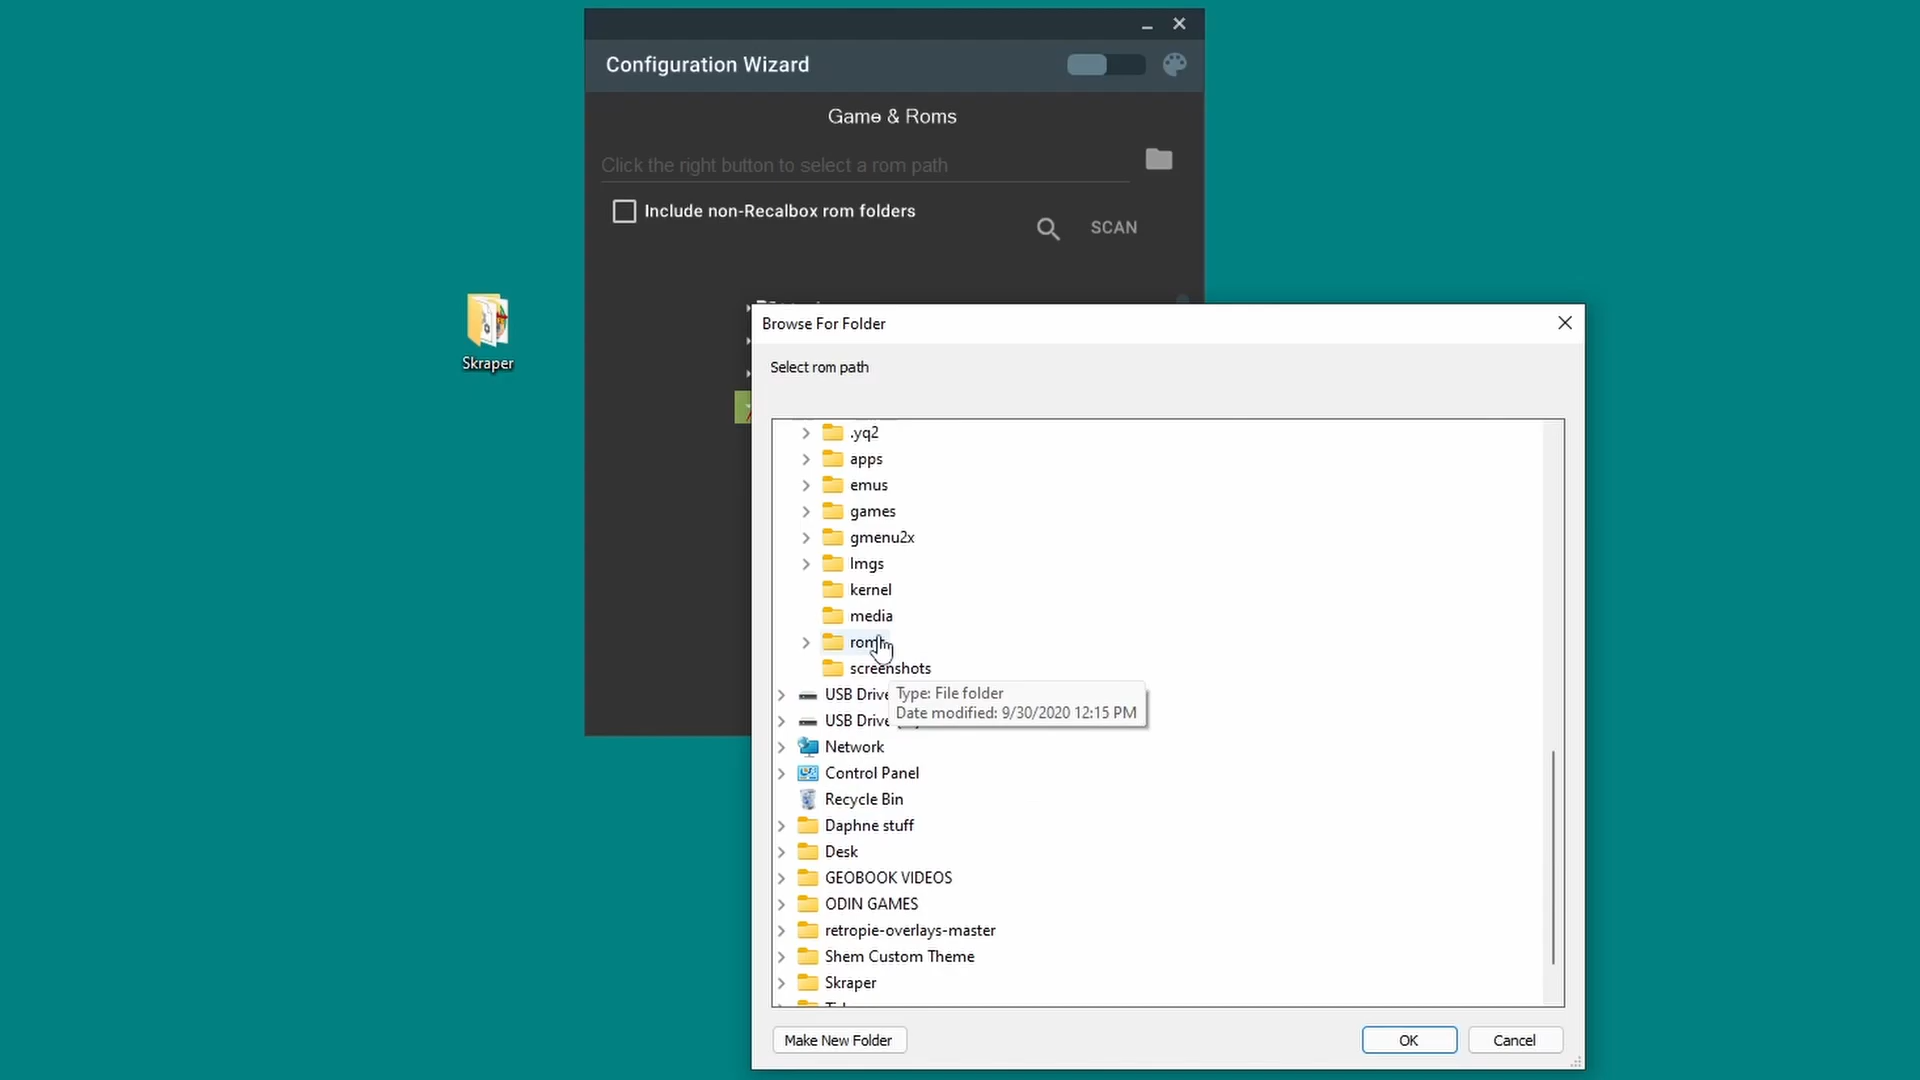 Configuration Wizard
Game & Roms
Click the right button to select a rom path
Include non-Recalbox rom folders
SCAN
Skraper
Browse For Folder
Select rom path
.yq2
apps
emus
games
gmenu2x
Imgs
kernel
media
screenshots
USB Drive
Type: File folder
Date modified: 9/30/2020 12:15 PM
USB Drive
Network
Control Panel
Recycle Bin
Daphne stuff
Desk
GEOBOOK VIDEOS
ODIN GAMES
retropie-overlays-master
Shem Custom Theme
Skraper
Make New Folder
OK
Cancel